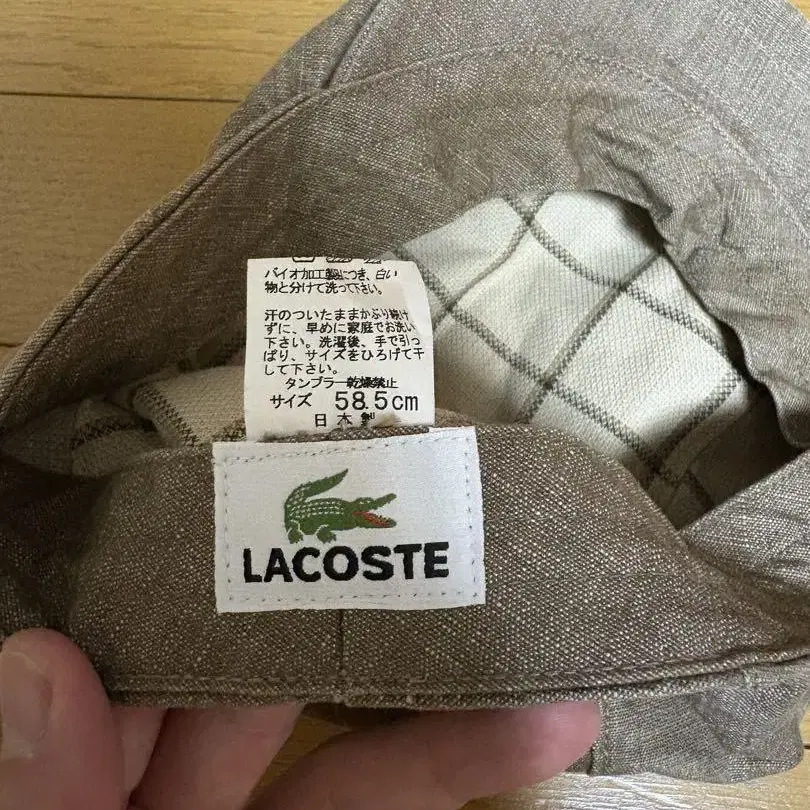 バイオ加工製につき、白い
物と分けて洗って下さい。
汗のついたままかぶり続け
ずに、早めに家庭でお洗い
下さい。洗濯後、手で引っ
ぱり、サイズをひろげて干
して下さい。
タンブラー乾燥禁止
サイズ 58.5cm
日本製
LACOSTE